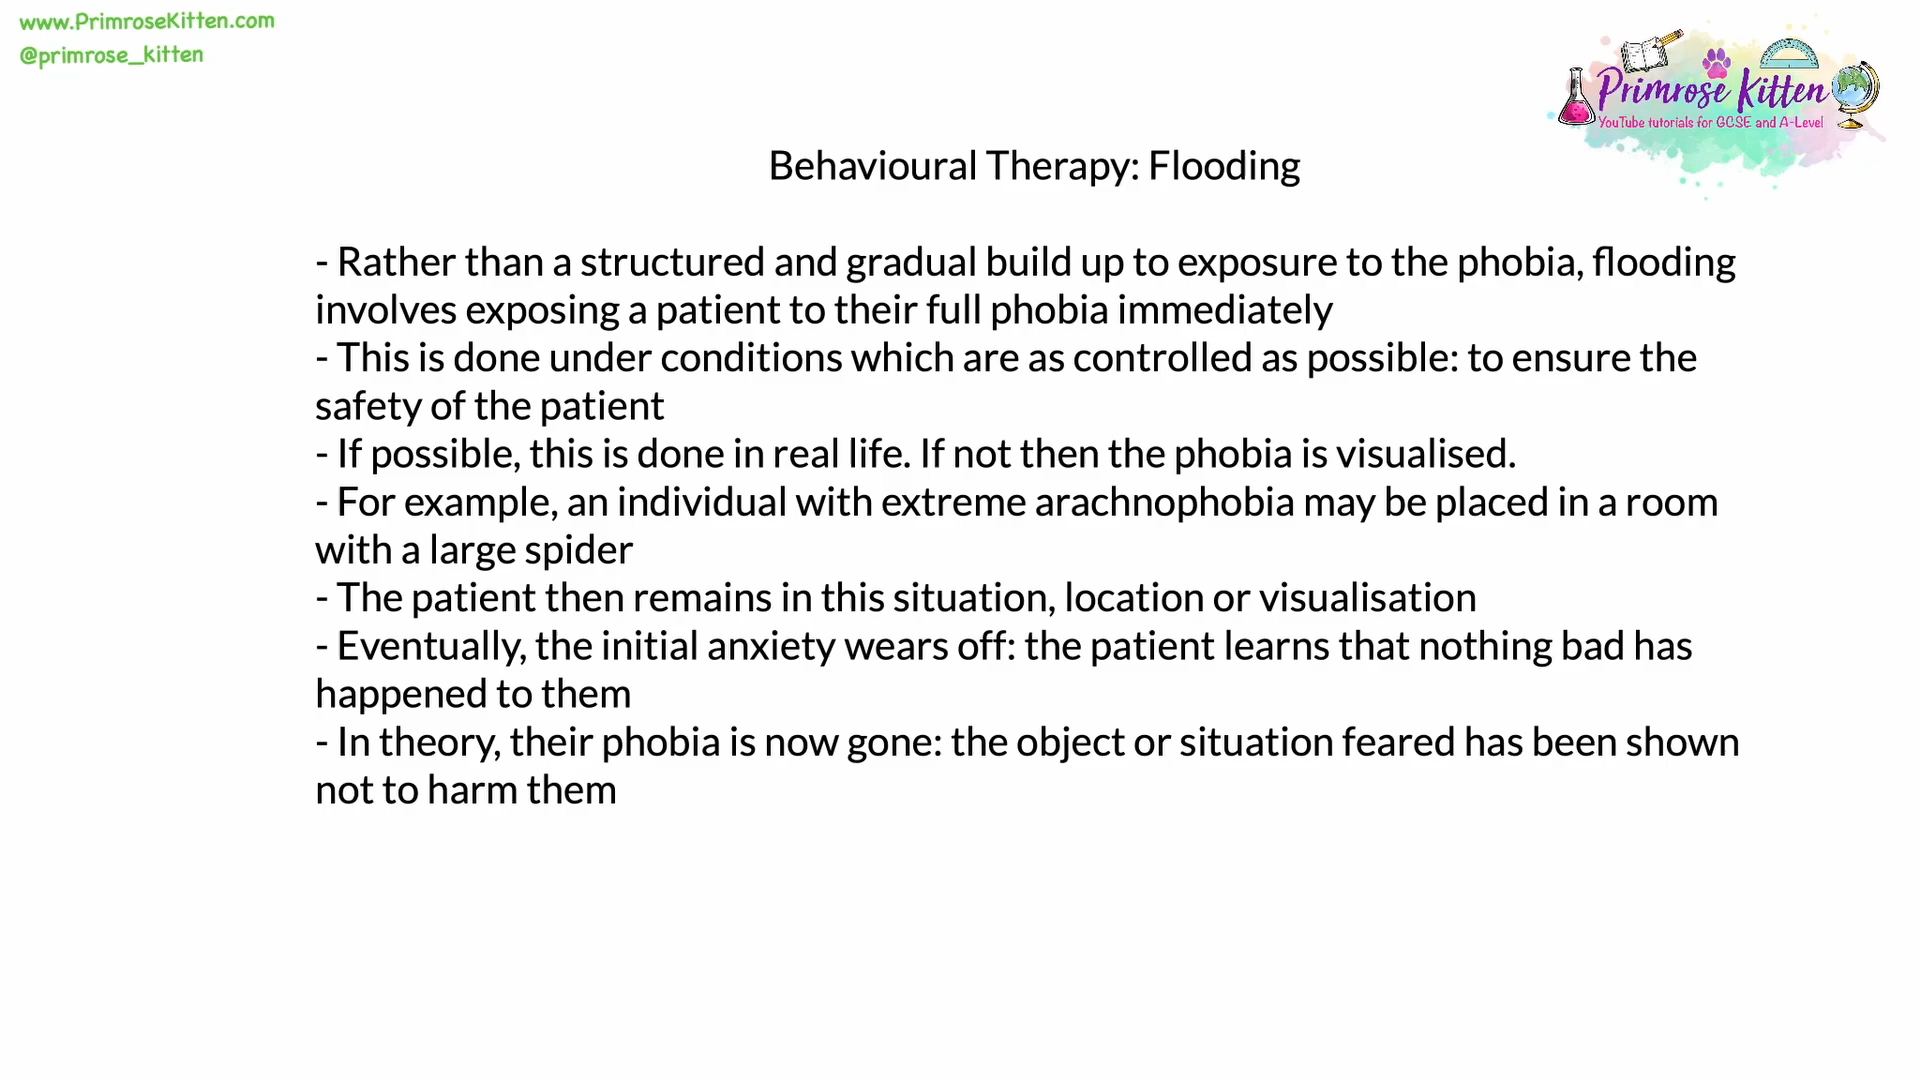 www.PrimroseKitten.com
@primrose_kitten
Primrose Kitten
YouTube tutorials for GCSE and A-Level
Behavioural Therapy: Flooding
- Rather than a structured and gradual build up to exposure to the phobia, flooding
involves exposing a patient to their full phobia immediately
- This is done under conditions which are as controlled as possible: to ensure the
safety of the patient
- If possible, this is done in real life. If not then the phobia is visualised.
- For example, an individual with extreme arachnophobia may be placed in a room
with a large spider
- The patient then remains in this situation, location or visualisation
- Eventually, the initial anxiety wears off: the patient learns that nothing bad has
happened to them
- In theory, their phobia is now gone: the object or situation feared has been shown
not to harm them